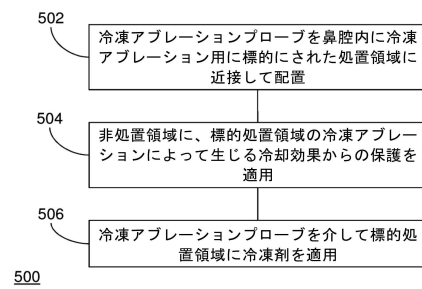 502
冷凍アブレーションプローブを鼻腔内に冷凍
アブレーション用に標的にされた処置領域に
近接して配置
504
非処置領域に、標的処置領域の冷凍アブレー
ションによって生じる冷却効果からの保護を
適用
506
冷凍アブレーションプローブを介して標的処
置領域に冷凍剤を適用
500